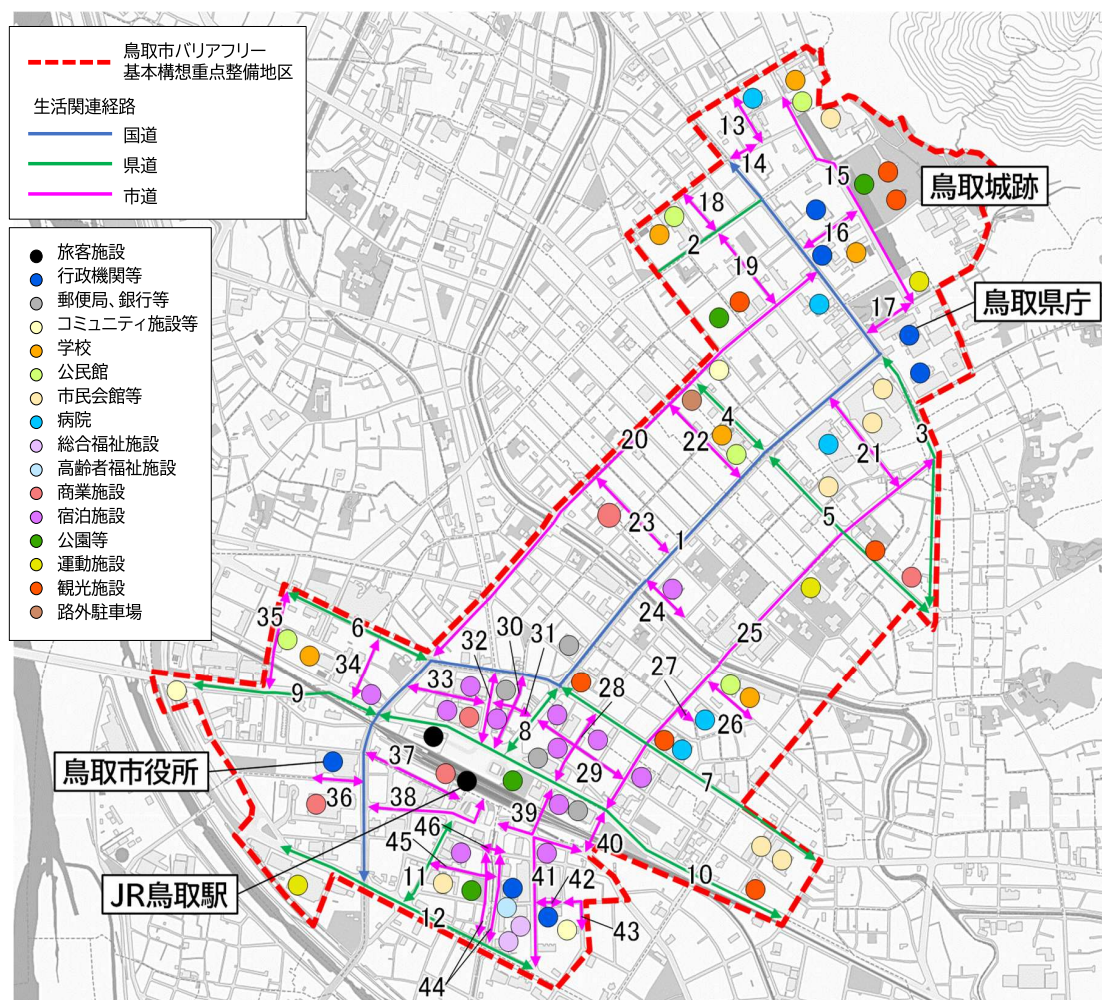 鳥取市バリアフリー
基本構想重点整備地区
生活関連経路
国道
県道
市道
旅客施設
行政機関等
郵便局、銀行等
コミュニティ施設等
学校
公民館
市民会館等
病院
総合福祉施設
高齢者福祉施設
商業施設
宿泊施設
公園等
運動施設
観光施設
路外駐車場
13
14
15
鳥取城跡
18
16
2
19
17
鳥取県庁
4
20
22
3
21
23
5
1
24
35
6
25
32
30
31
34
33
27
28
26
9
8
29
7
鳥取市役所
37
36
38
39
46
40
45
JR鳥取駅
11
41
42
10
12
43
44